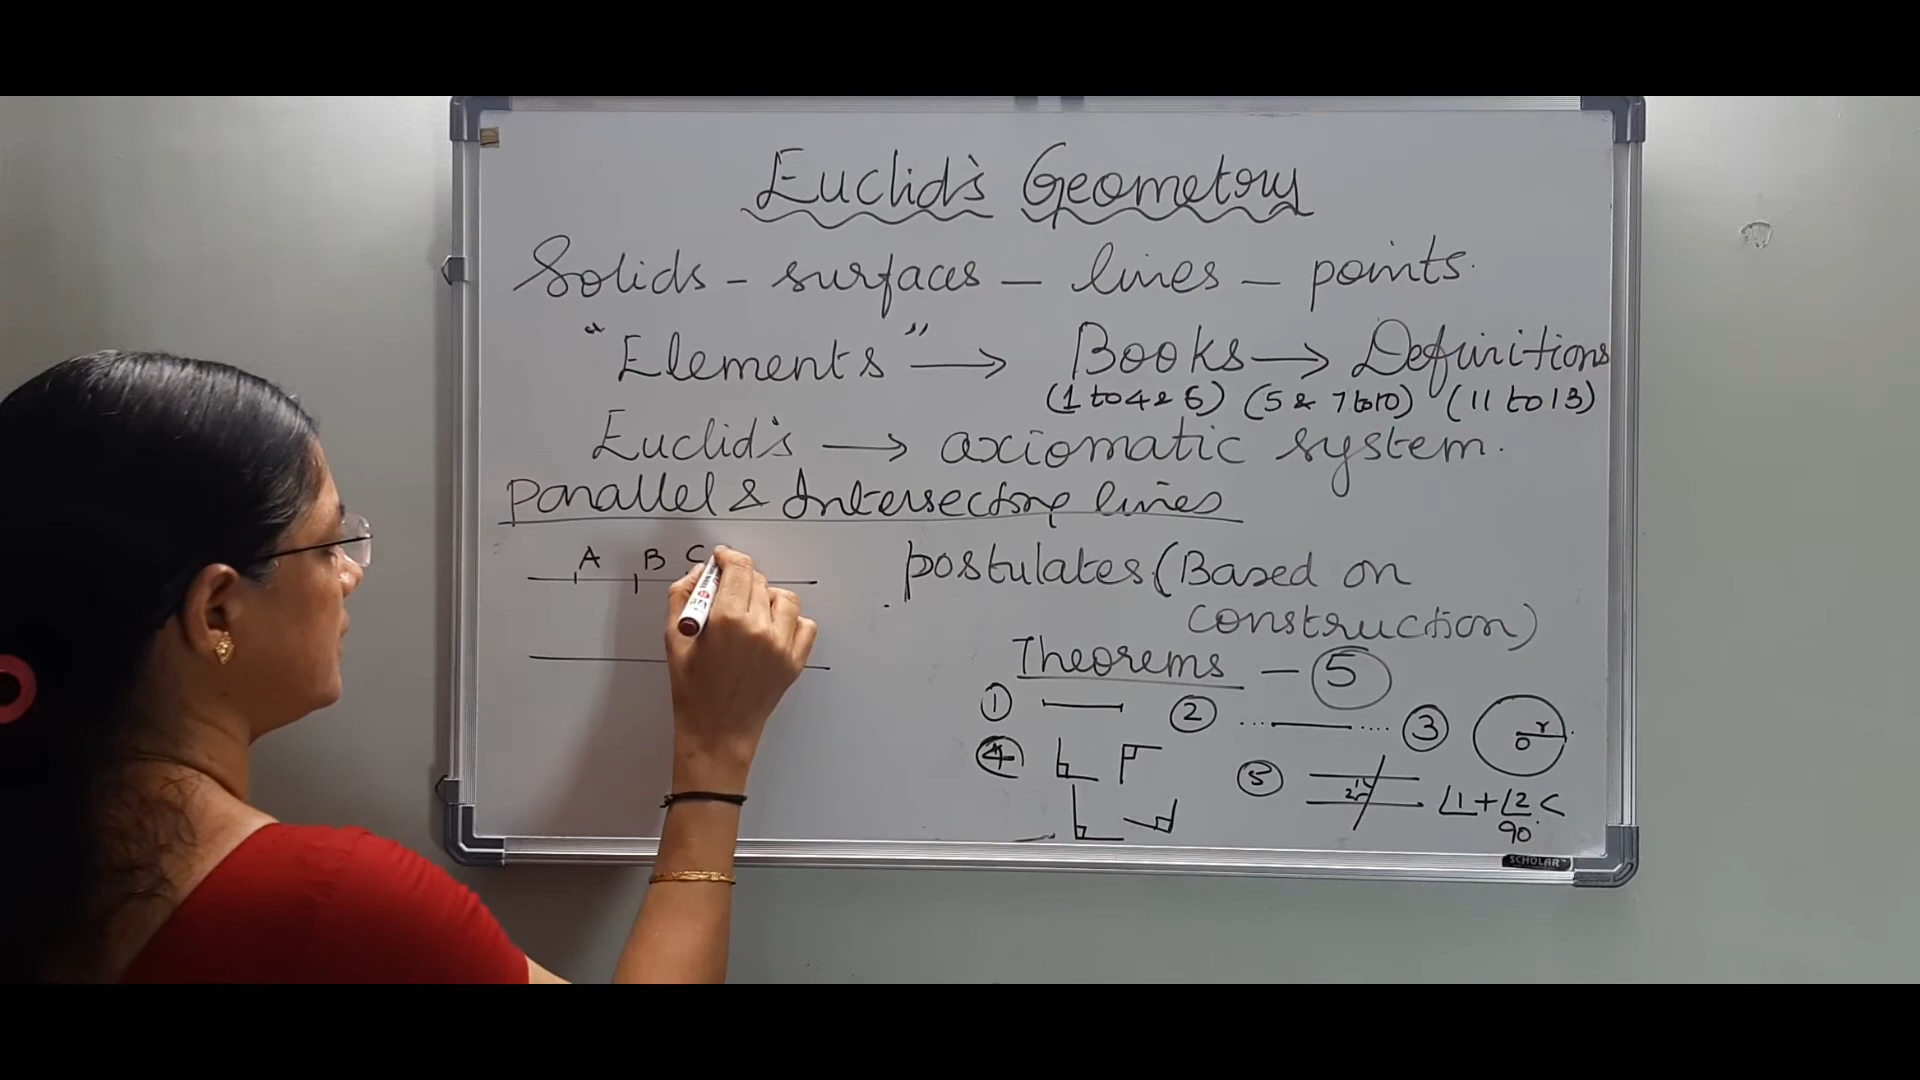 Euclid's Geometry
Solids - surfaces - lines - points.
"Elements" → Books → Definitions
(1 to 4 & 6) (5 & 7 to 10) (11 to 13)
Euclid's → axiomatic system.
Parallel & Intersecting lines
A B C
Postulates (Based on
construction)
Theorems - 5
1 2 3 r O
4 5 1 2 ∠1 + ∠2 <
90
SCHOLAR